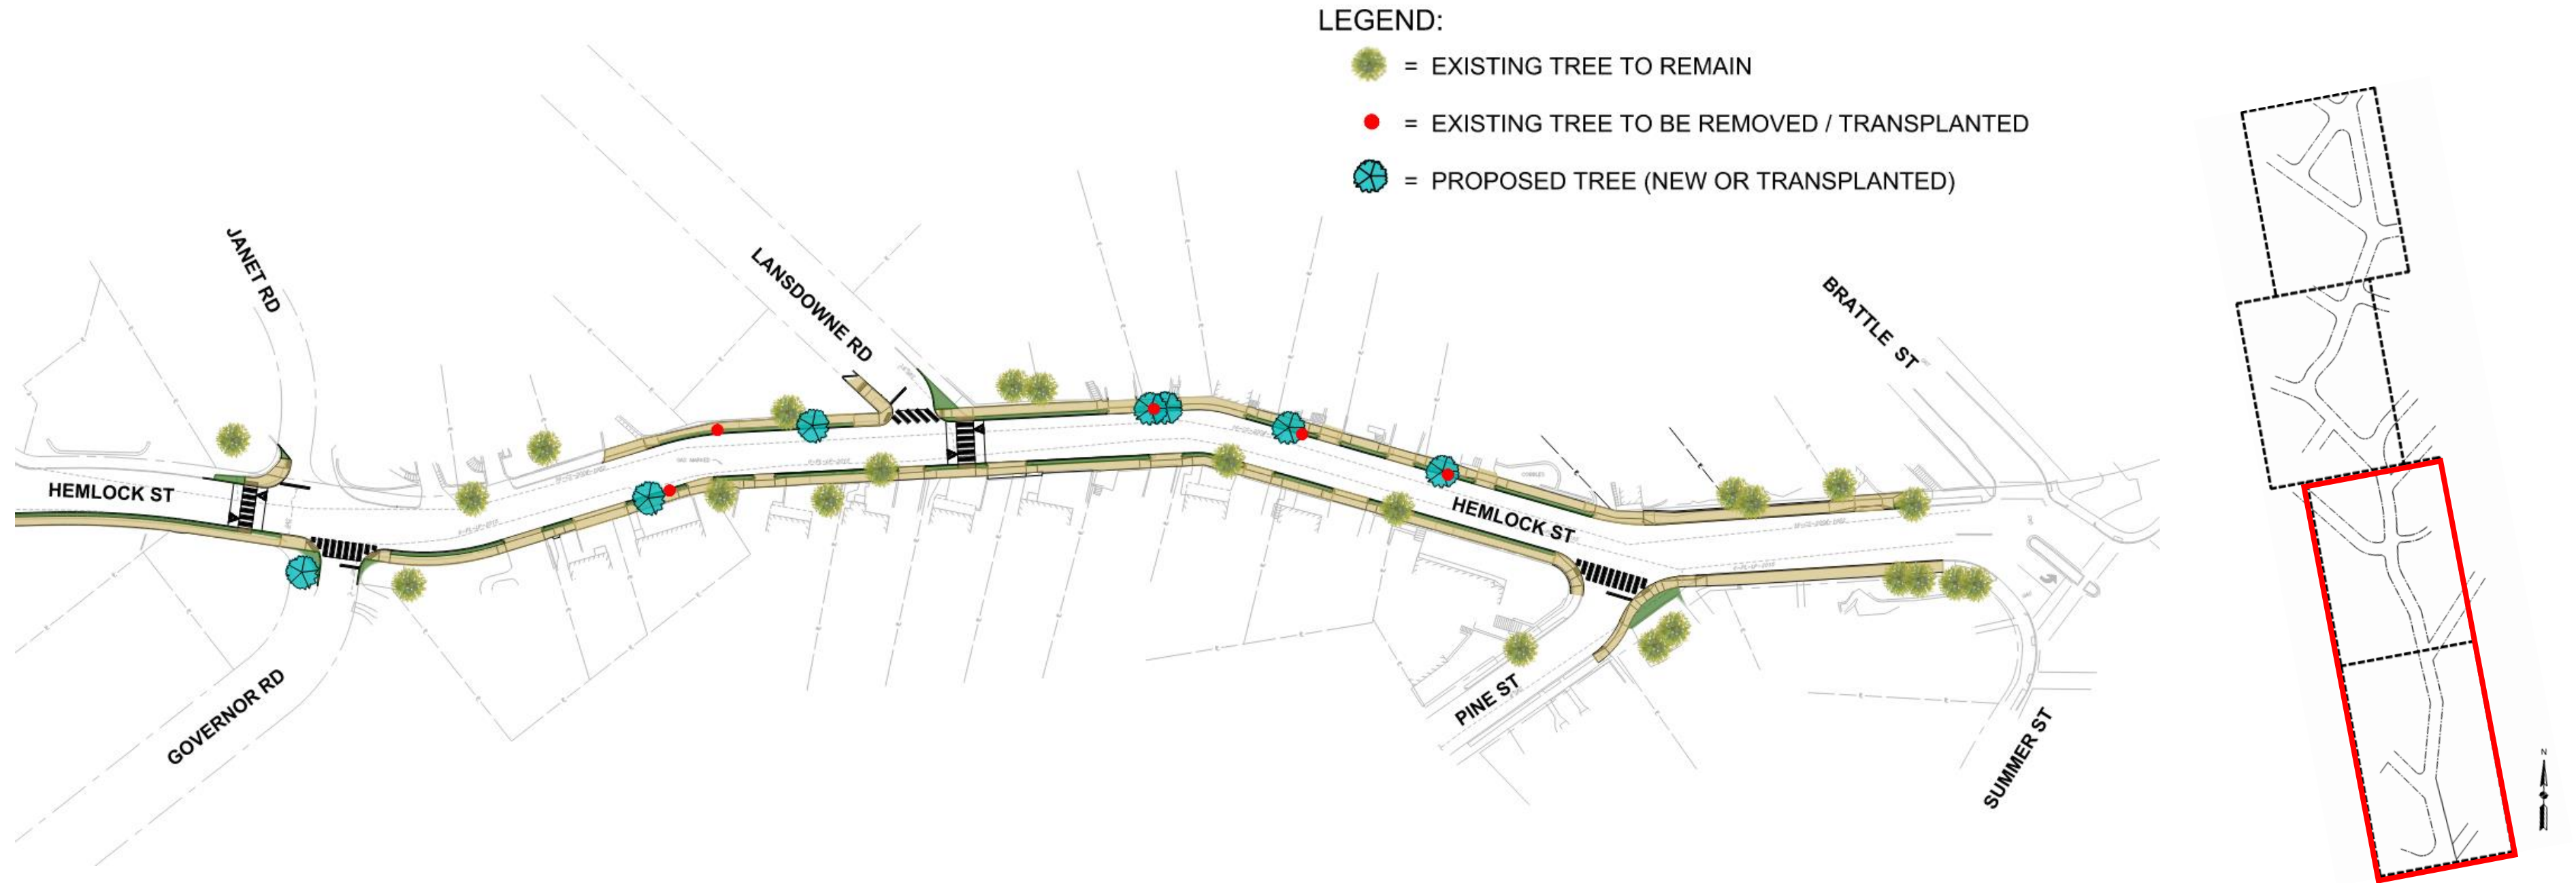 LEGEND:
= EXISTING TREE TO REMAIN
= EXISTING TREE TO BE REMOVED / TRANSPLANTED
= PROPOSED TREE (NEW OR TRANSPLANTED)
JANET RD
LANSDOWNE RD
BRATTLE ST
HEMLOCK ST
HEMLOCK ST
GOVERNOR RD
PINE ST
SUMMER ST
N